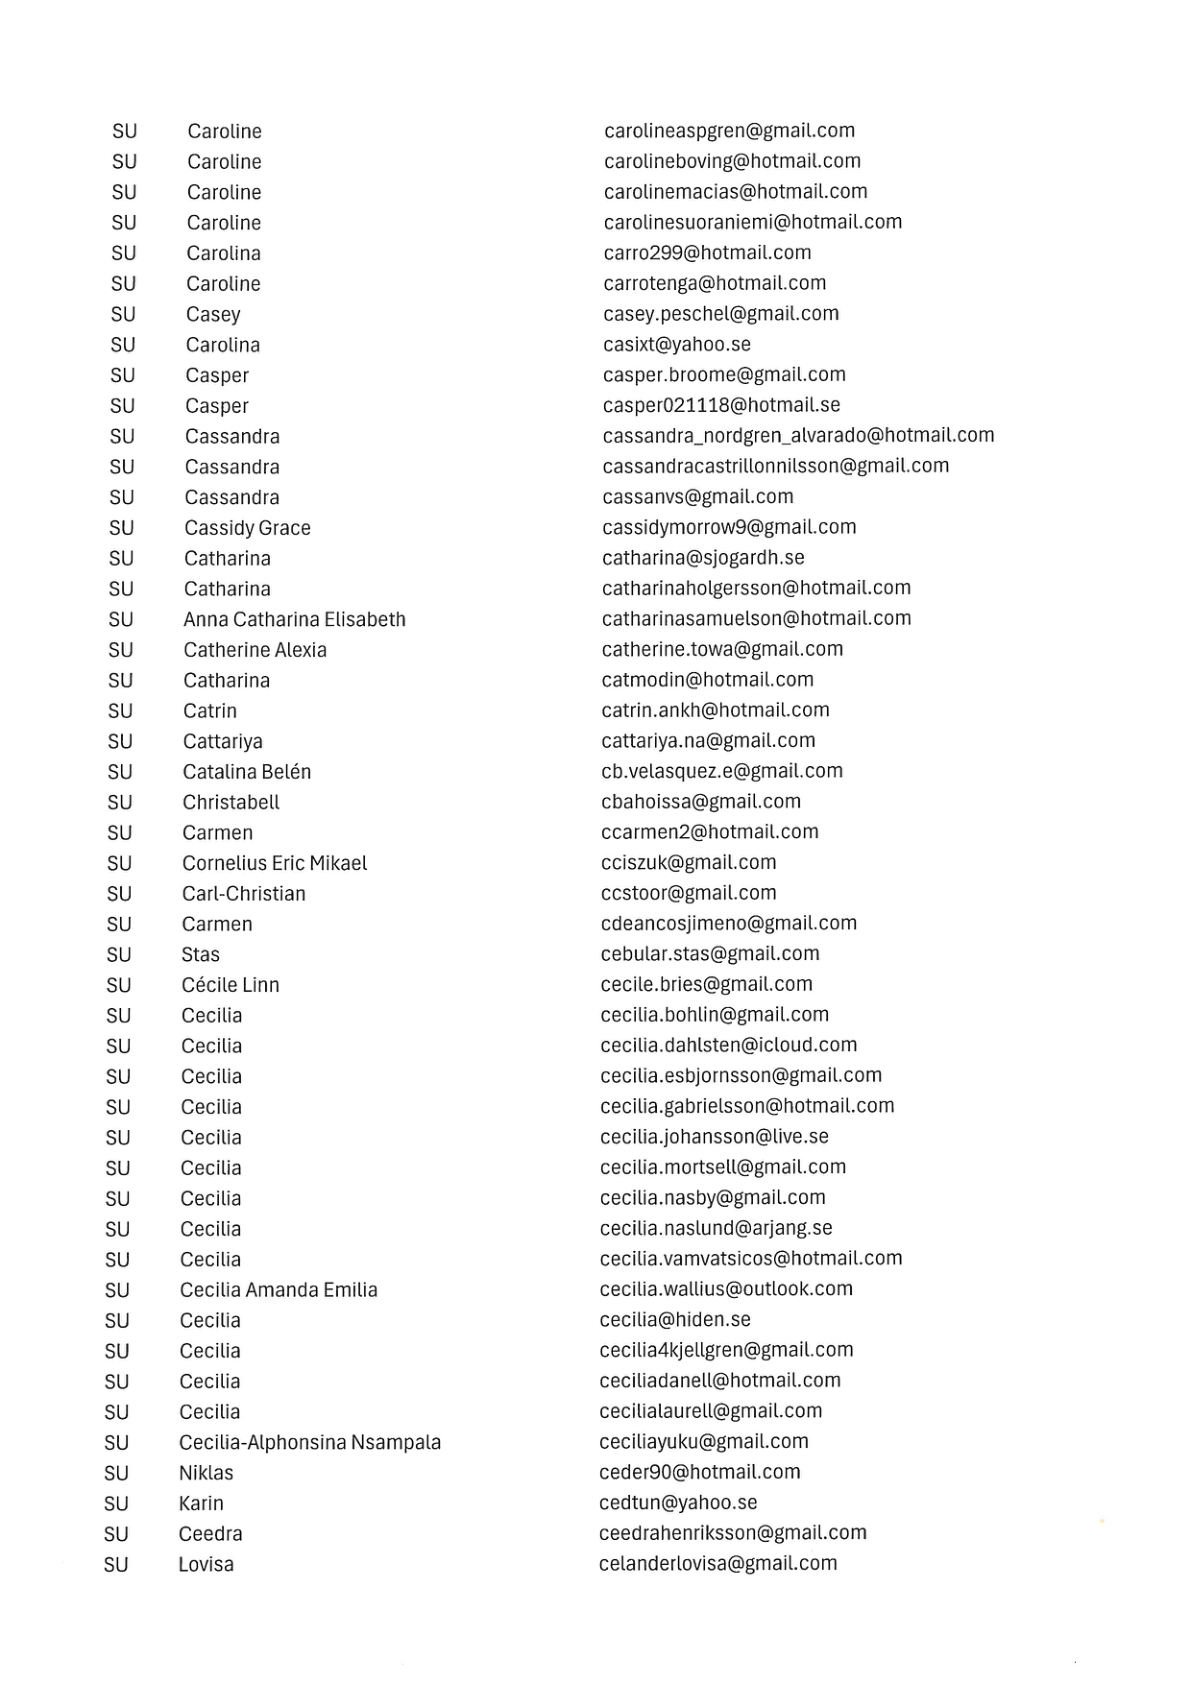 SU Caroline carolineaspgren@gmail.com
SU Caroline carolineboving@hotmail.com
SU Caroline carolinemacias@hotmail.com
SU Caroline carolinesuoraniemi@hotmail.com
SU Carolina carro299@hotmail.com
SU Caroline carrotenga@hotmail.com
SU Casey casey.peschel@gmail.com
SU Carolina casixt@yahoo.se
SU Casper casper.broome@gmail.com
SU Casper casper021118@hotmail.se
SU Cassandra cassandra_nordgren_alvarado@hotmail.com
SU Cassandra cassandracastrillonnilsson@gmail.com
SU Cassandra cassanvs@gmail.com
SU Cassidy Grace cassidymorrow9@gmail.com
SU Catharina catharina@sjogardh.se
SU Catharina catharinaholgersson@hotmail.com
SU Anna Catharina Elisabeth catharinasamuelson@hotmail.com
SU Catherine Alexia catherine.towa@gmail.com
SU Catharina catmodin@hotmail.com
SU Catrin catrin.ankh@hotmail.com
SU Cattariya cattariya.na@gmail.com
SU Catalina Belén cb.velasquez.e@gmail.com
SU Christabell cbahoissa@gmail.com
SU Carmen ccarmen2@hotmail.com
SU Cornelius Eric Mikael cciszuk@gmail.com
SU Carl-Christian ccstoor@gmail.com
SU Carmen cdeancosjimeno@gmail.com
SU Stas cebular.stas@gmail.com
SU Cécile Linn cecile.bries@gmail.com
SU Cecilia cecilia.bohlin@gmail.com
SU Cecilia cecilia.dahlsten@icloud.com
SU Cecilia cecilia.esbjornsson@gmail.com
SU Cecilia cecilia.gabrielsson@hotmail.com
SU Cecilia cecilia.johansson@live.se
SU Cecilia cecilia.mortsell@gmail.com
SU Cecilia cecilia.nasby@gmail.com
SU Cecilia cecilia.naslund@arjang.se
SU Cecilia cecilia.vamvatsicos@hotmail.com
SU Cecilia Amanda Emilia cecilia.wallius@outlook.com
SU Cecilia cecilia@hiden.se
SU Cecilia cecilia4kjellgren@gmail.com
SU Cecilia ceciliadanell@hotmail.com
SU Cecilia cecilialaurell@gmail.com
SU Cecilia-Alphonsina Nsampala ceciliayuku@gmail.com
SU Niklas ceder90@hotmail.com
SU Karin cedtun@yahoo.se
SU Ceedra ceedrahenriksson@gmail.com
SU Lovisa celanderlovisa@gmail.com